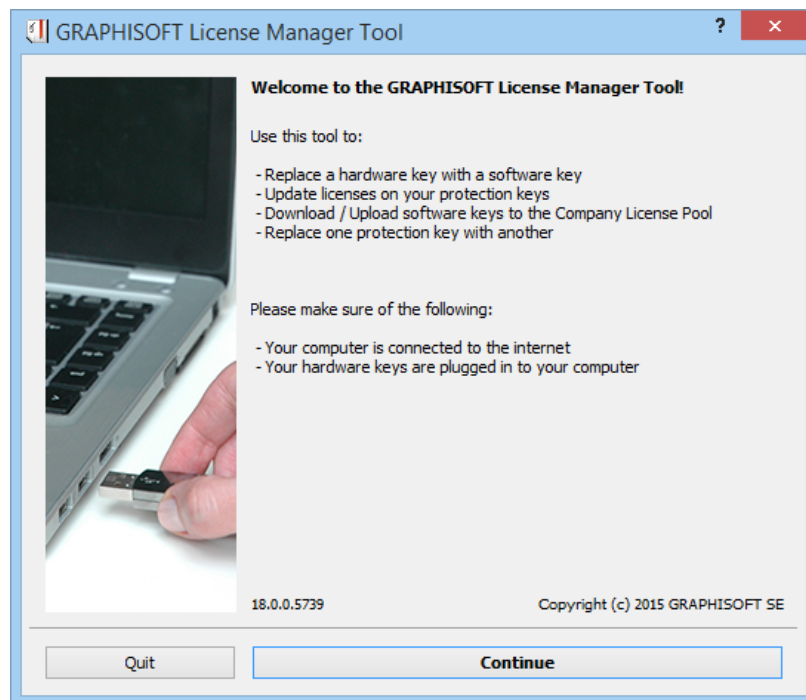 GRAPHISOFT License Manager Tool
?
Welcome to the GRAPHISOFT License Manager Tool!
Use this tool to:
- Replace a hardware key with a software key
- Update licenses on your protection keys
- Download / Upload software keys to the Company License Pool
- Replace one protection key with another
Please make sure of the following:
- Your computer is connected to the internet
- Your hardware keys are plugged in to your computer
18.0.0.5739
Copyright (c) 2015 GRAPHISOFT SE
Quit
Continue